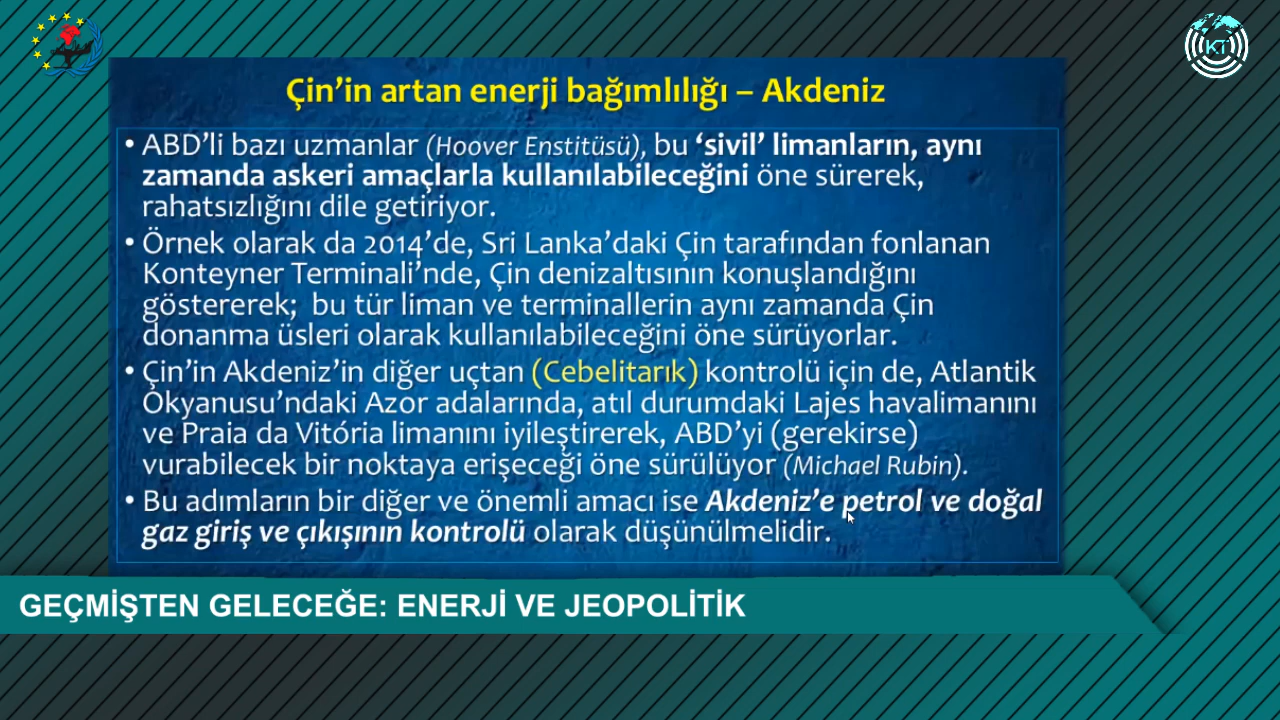 KT
Çin’in artan enerji bağımlılığı – Akdeniz
• ABD’li bazı uzmanlar (Hoover Enstitüsü), bu ‘sivil’ limanların, aynı
zamanda askeri amaçlarla kullanılabileceğini öne sürerek,
rahatsızlığını dile getiriyor.
• Örnek olarak da 2014’de, Sri Lanka’daki Çin tarafından fonlanan
Konteyner Terminali’nde, Çin denizaltısının konuşlandığını
göstererek;  bu tür liman ve terminallerin aynı zamanda Çin
donanma üsleri olarak kullanılabileceğini öne sürüyorlar.
• Çin’in Akdeniz’in diğer uçtan (Cebelitarık) kontrolü için de, Atlantik
Okyanusu’ndaki Azor adalarında, atıl durumdaki Lajes havalimanını
ve Praia da Vitória limanını iyileştirerek, ABD’yi (gerekirse)
vurabilecek bir noktaya erişeceği öne sürülüyor (Michael Rubin).
• Bu adımların bir diğer ve önemli amacı ise Akdeniz’e petrol ve doğal
gaz giriş ve çıkışının kontrolü olarak düşünülmelidir.
GEÇMİŞTEN GELECEĞE: ENERJİ VE JEOPOLİTİK